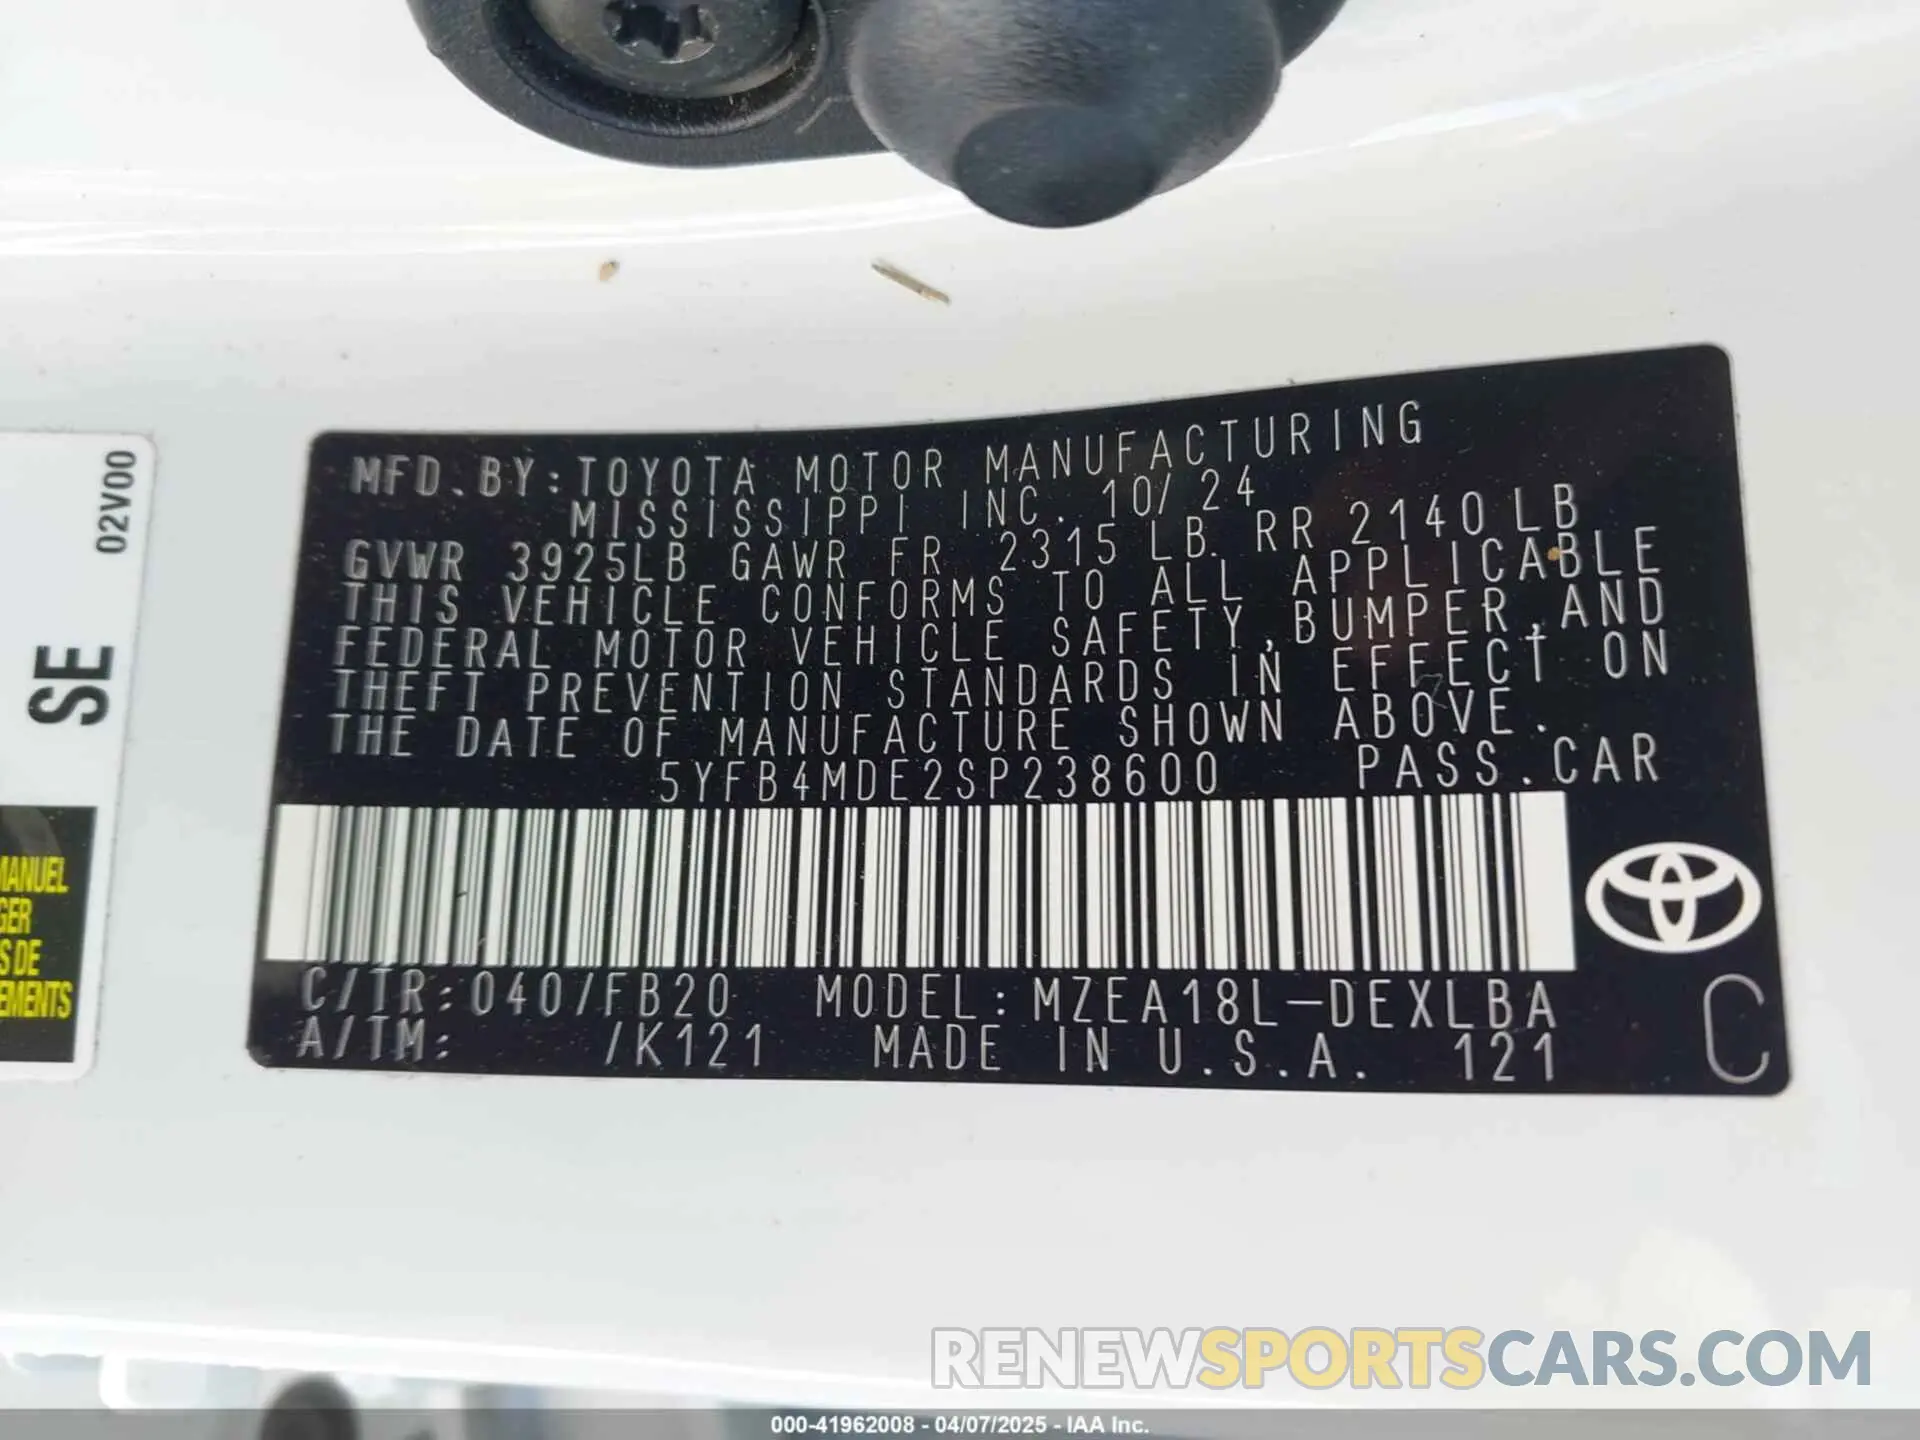 MFD.BY:TOYOTA MOTOR MANUFACTURING
MISSISSIPPI INC. 10/24
GVWR 3925LB GAWR FR 2315 LB. RR 2140 LB
THIS VEHICLE CONFORMS TO ALL APPLICABLE
FEDERAL MOTOR VEHICLE SAFETY,BUMPER,AND
THEFT PREVENTION STANDARDS IN EFFECT ON
THE DATE OF MANUFACTURE SHOWN ABOVE.
5YFB4MDE2SP238600 PASS.CAR
C/TR:040/FB20 MODEL:MZEA18L-DEXLBA
A/TM: /K121 MADE IN U.S.A. 121
C
02V00
SE
MANUEL
GER
S DE
EMENTS
RENEWSPORTSCARS.COM
000-41962008 - 04/07/2025 - IAA Inc.